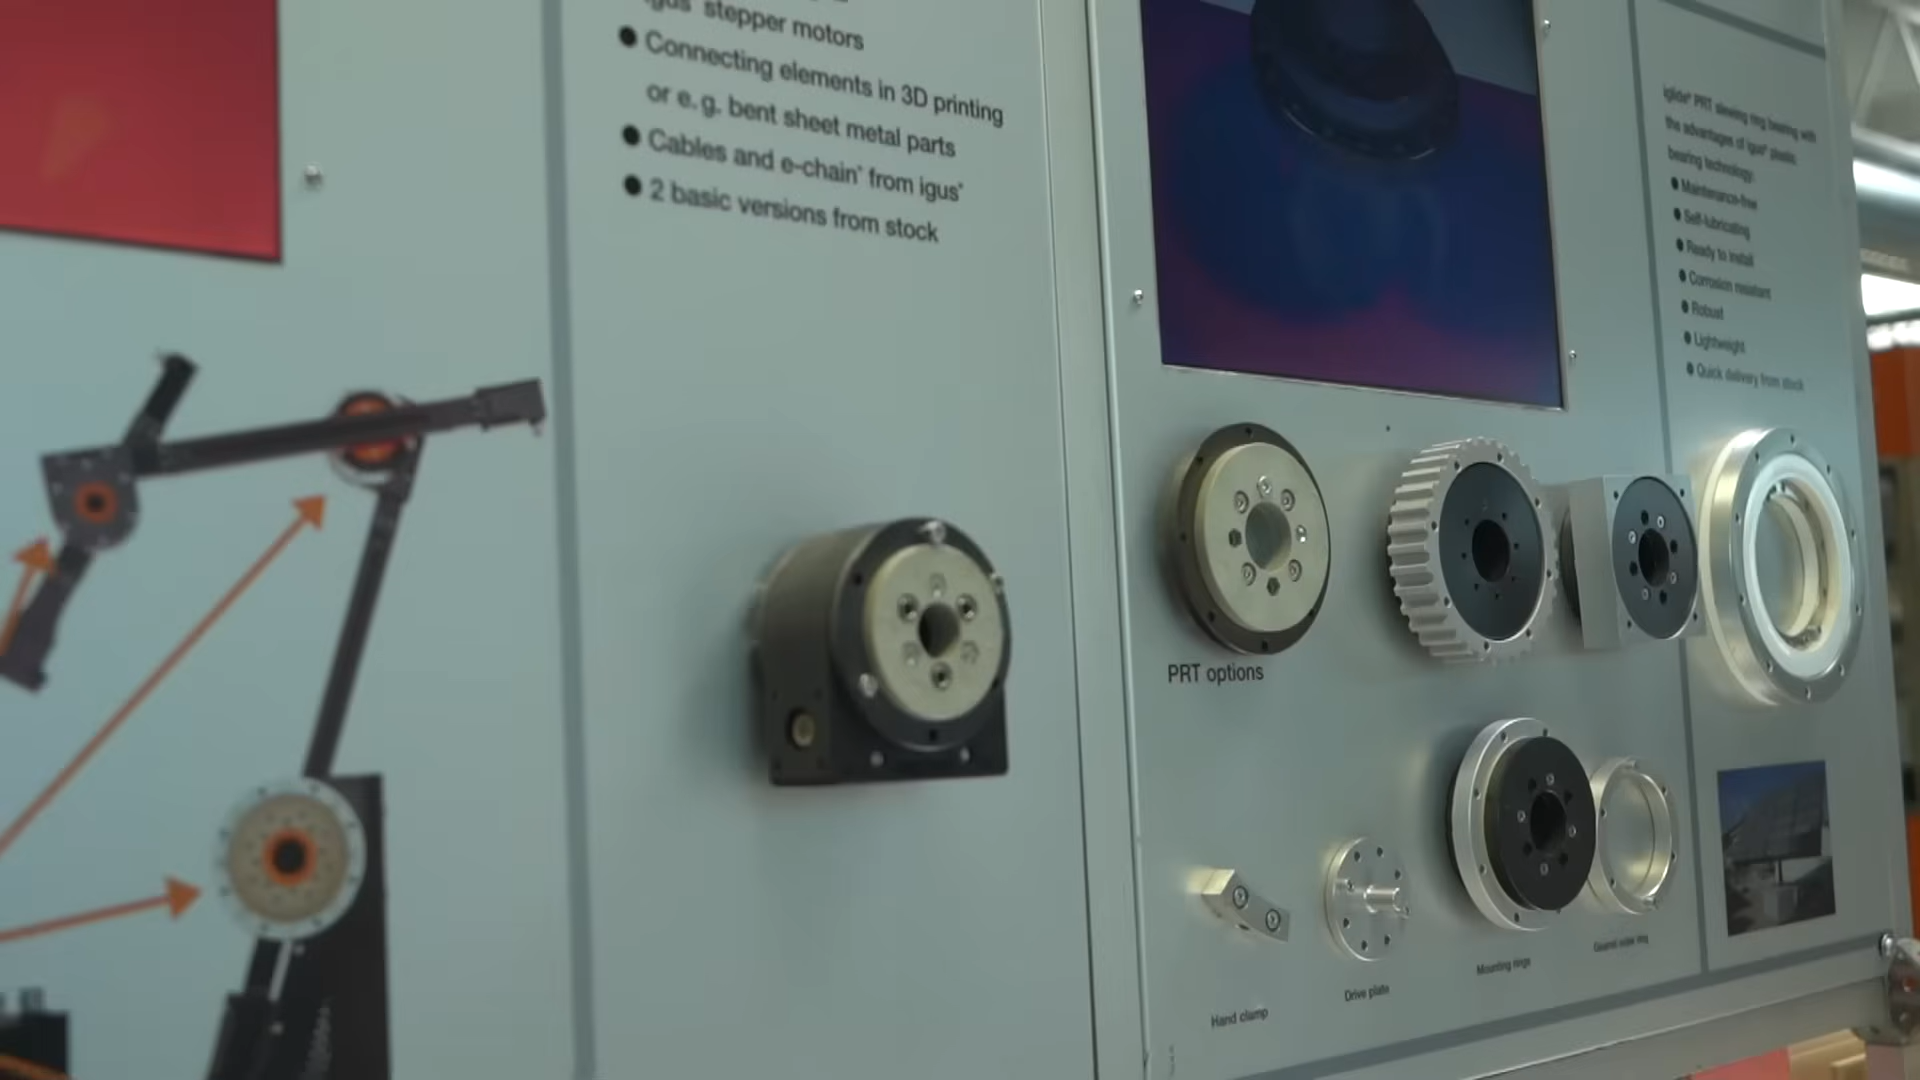 igus® stepper motors
● Connecting elements in 3D printing
or e. g. bent sheet metal parts
● Cables and e-chain® from igus®
● 2 basic versions from stock
iglidur® PRT slewing ring bearing with
the advantages of igus® plastic
bearing technology:
● Maintenance-free
● Self-lubricating
● Ready to install
● Corrosion resistant
● Robust
● Lightweight
● Quick delivery from stock
PRT options
Hand clamp
Drive plate
Mounting rings
outer ring